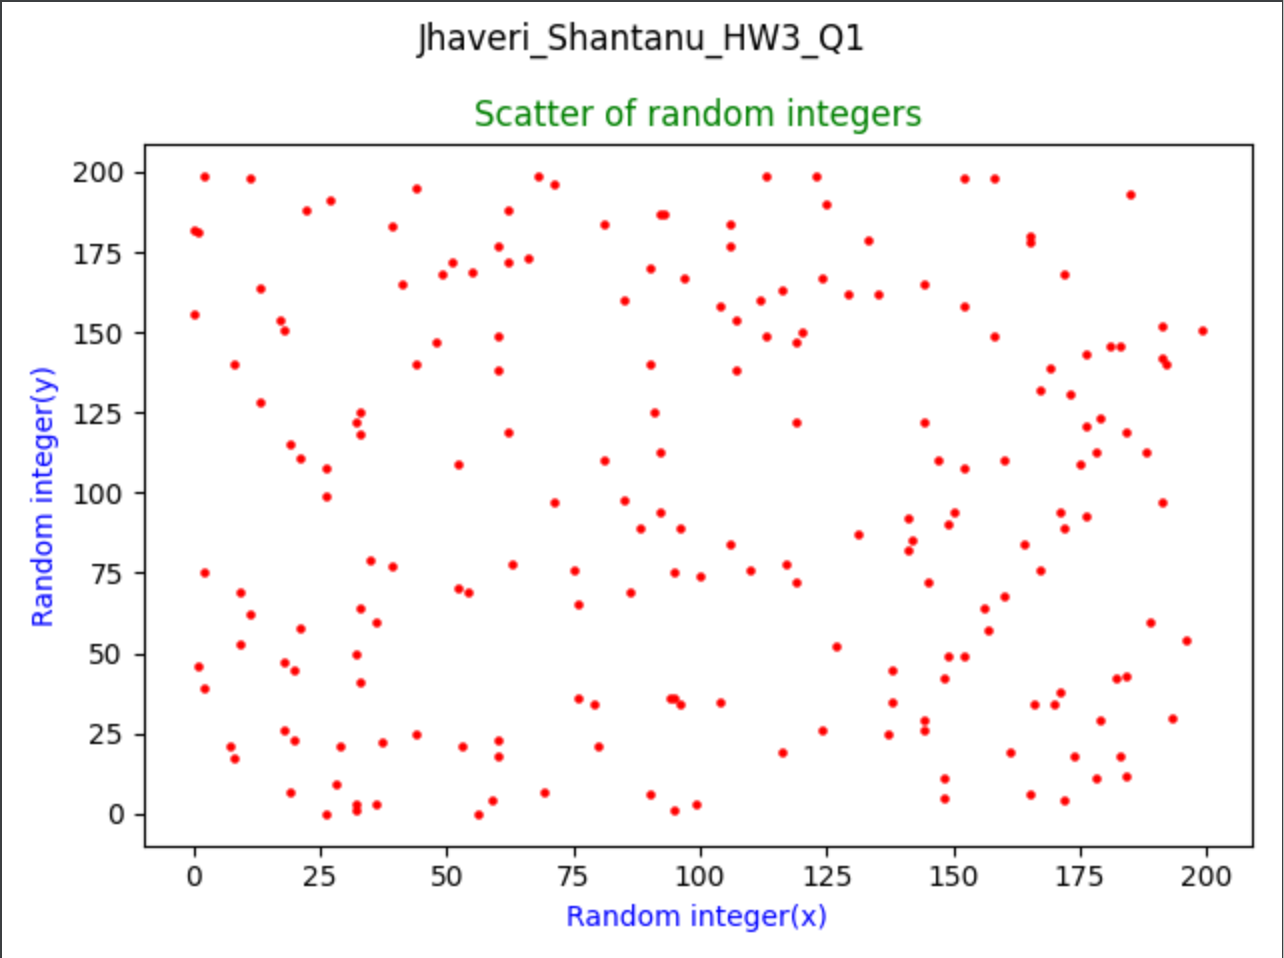 Jhaveri_Shantanu_HW3_Q1
Scatter of random integers
200
175
150
125
100
75
50
25
0
Random integer(y)
0 25 50 75 100 125 150 175 200
Random integer(x)